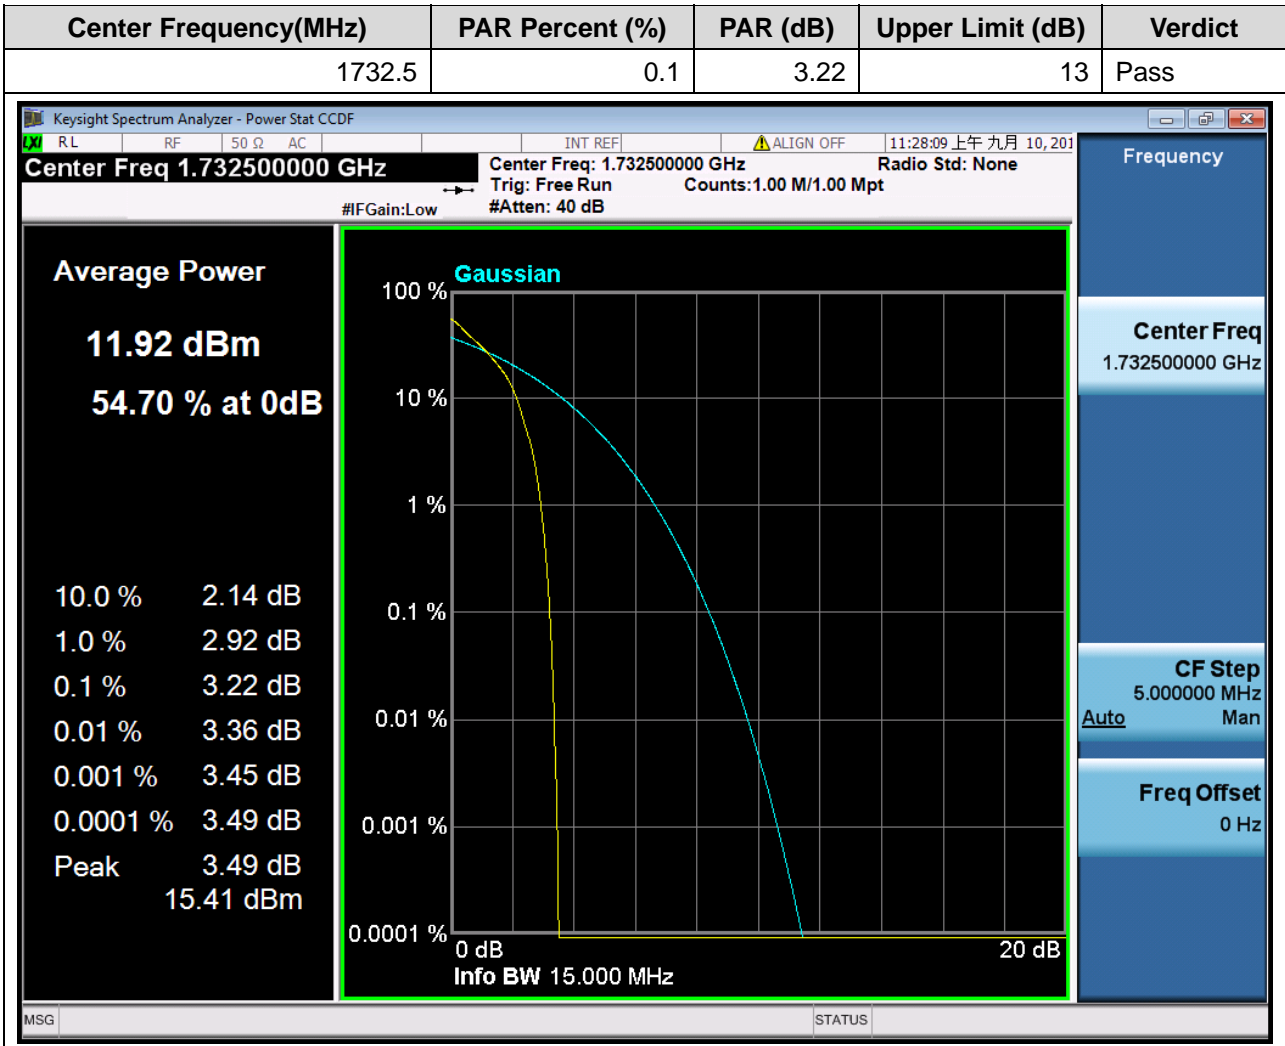 Center Frequency(MHz) PAR Percent (%) PAR (dB) Upper Limit (dB) Verdict
1732.5 0.1 3.22 13 Pass
Keysight Spectrum Analyzer - Power Stat CCDF
LXI RL RF 50 Ω AC INT REF ALIGN OFF 11:28:09 上午 九月 10, 201
Center Freq 1.732500000 GHz
Center Freq: 1.732500000 GHz Radio Std: None
Trig: Free Run Counts:1.00 M/1.00 Mpt
#IFGain:Low #Atten: 40 dB
Frequency
Average Power
11.92 dBm
54.70 % at 0dB
10.0 % 2.14 dB
1.0 % 2.92 dB
0.1 % 3.22 dB
0.01 % 3.36 dB
0.001 % 3.45 dB
0.0001 % 3.49 dB
Peak 3.49 dB
15.41 dBm
Gaussian
100 %
10 %
1 %
0.1 %
0.01 %
0.001 %
0.0001 %
0 dB 20 dB
Info BW 15.000 MHz
Center Freq
1.732500000 GHz
CF Step
5.000000 MHz
Auto Man
Freq Offset
0 Hz
MSG STATUS